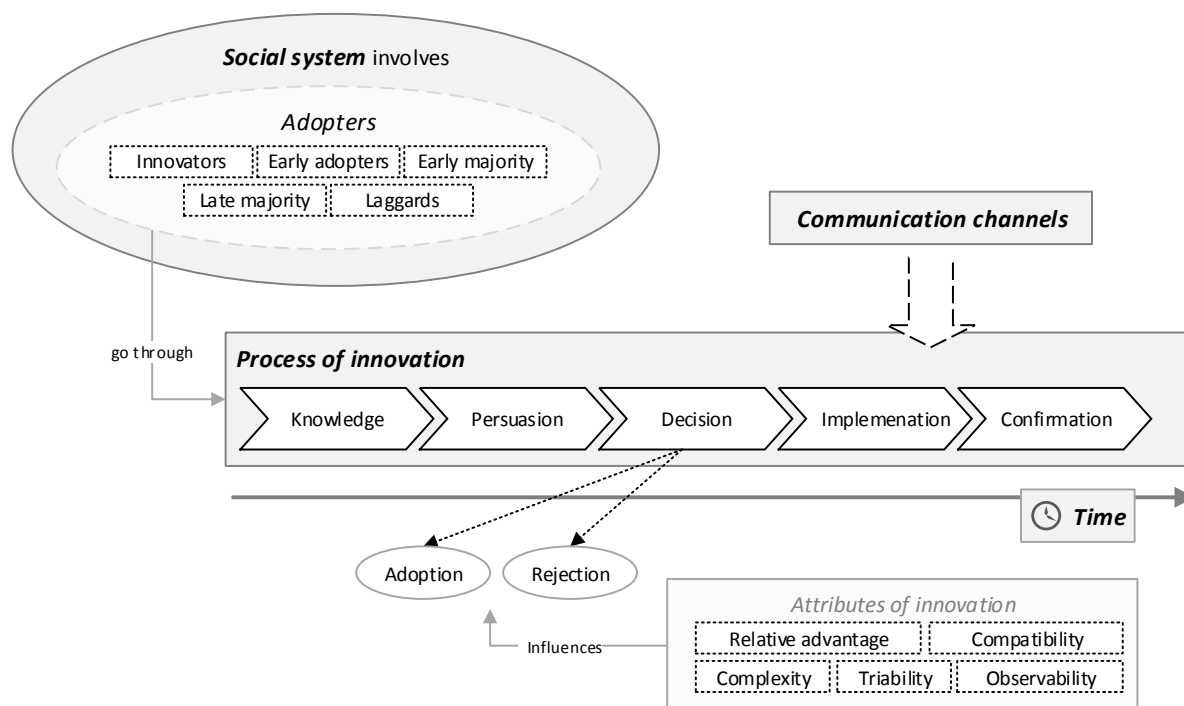 Social system involves
Adopters
Innovators
Early adopters
Early majority
Late majority
Laggards
Communication channels
go through
Process of innovation
Knowledge
Persuasion
Decision
Implemenation
Confirmation
Time
Adoption
Rejection
Attributes of innovation
Relative advantage
Compatibility
Influences
Complexity
Triability
Observability